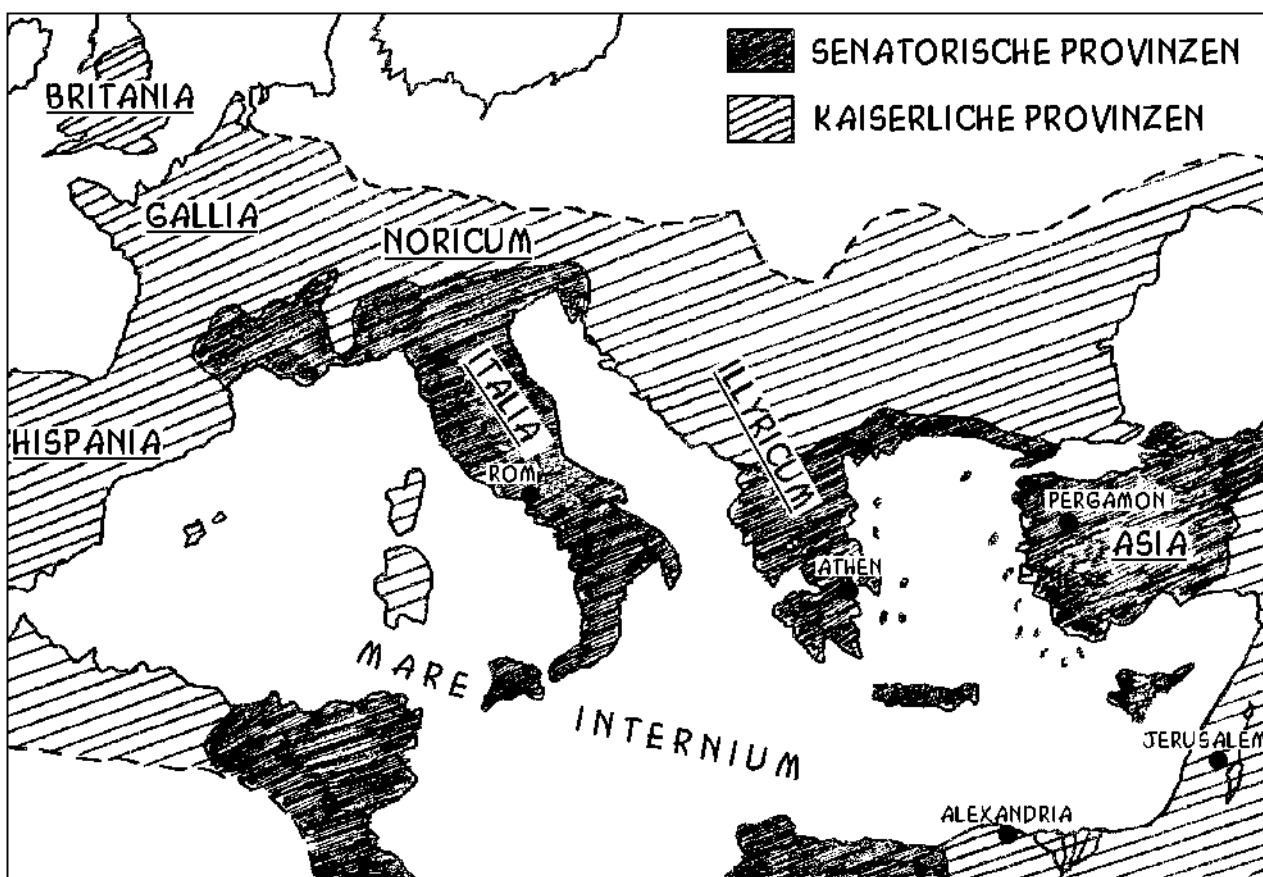 SENATORISCHE PROVINZEN
KAISERLICHE PROVINZEN
BRITANIA
GALLIA
NORICUM
ITALIA
ILLYRICUM
HISPANIA
ROM
PERGAMON
ASIA
ATHEN
MARE
INTERNIUM
JERUSALEM
ALEXANDRIA